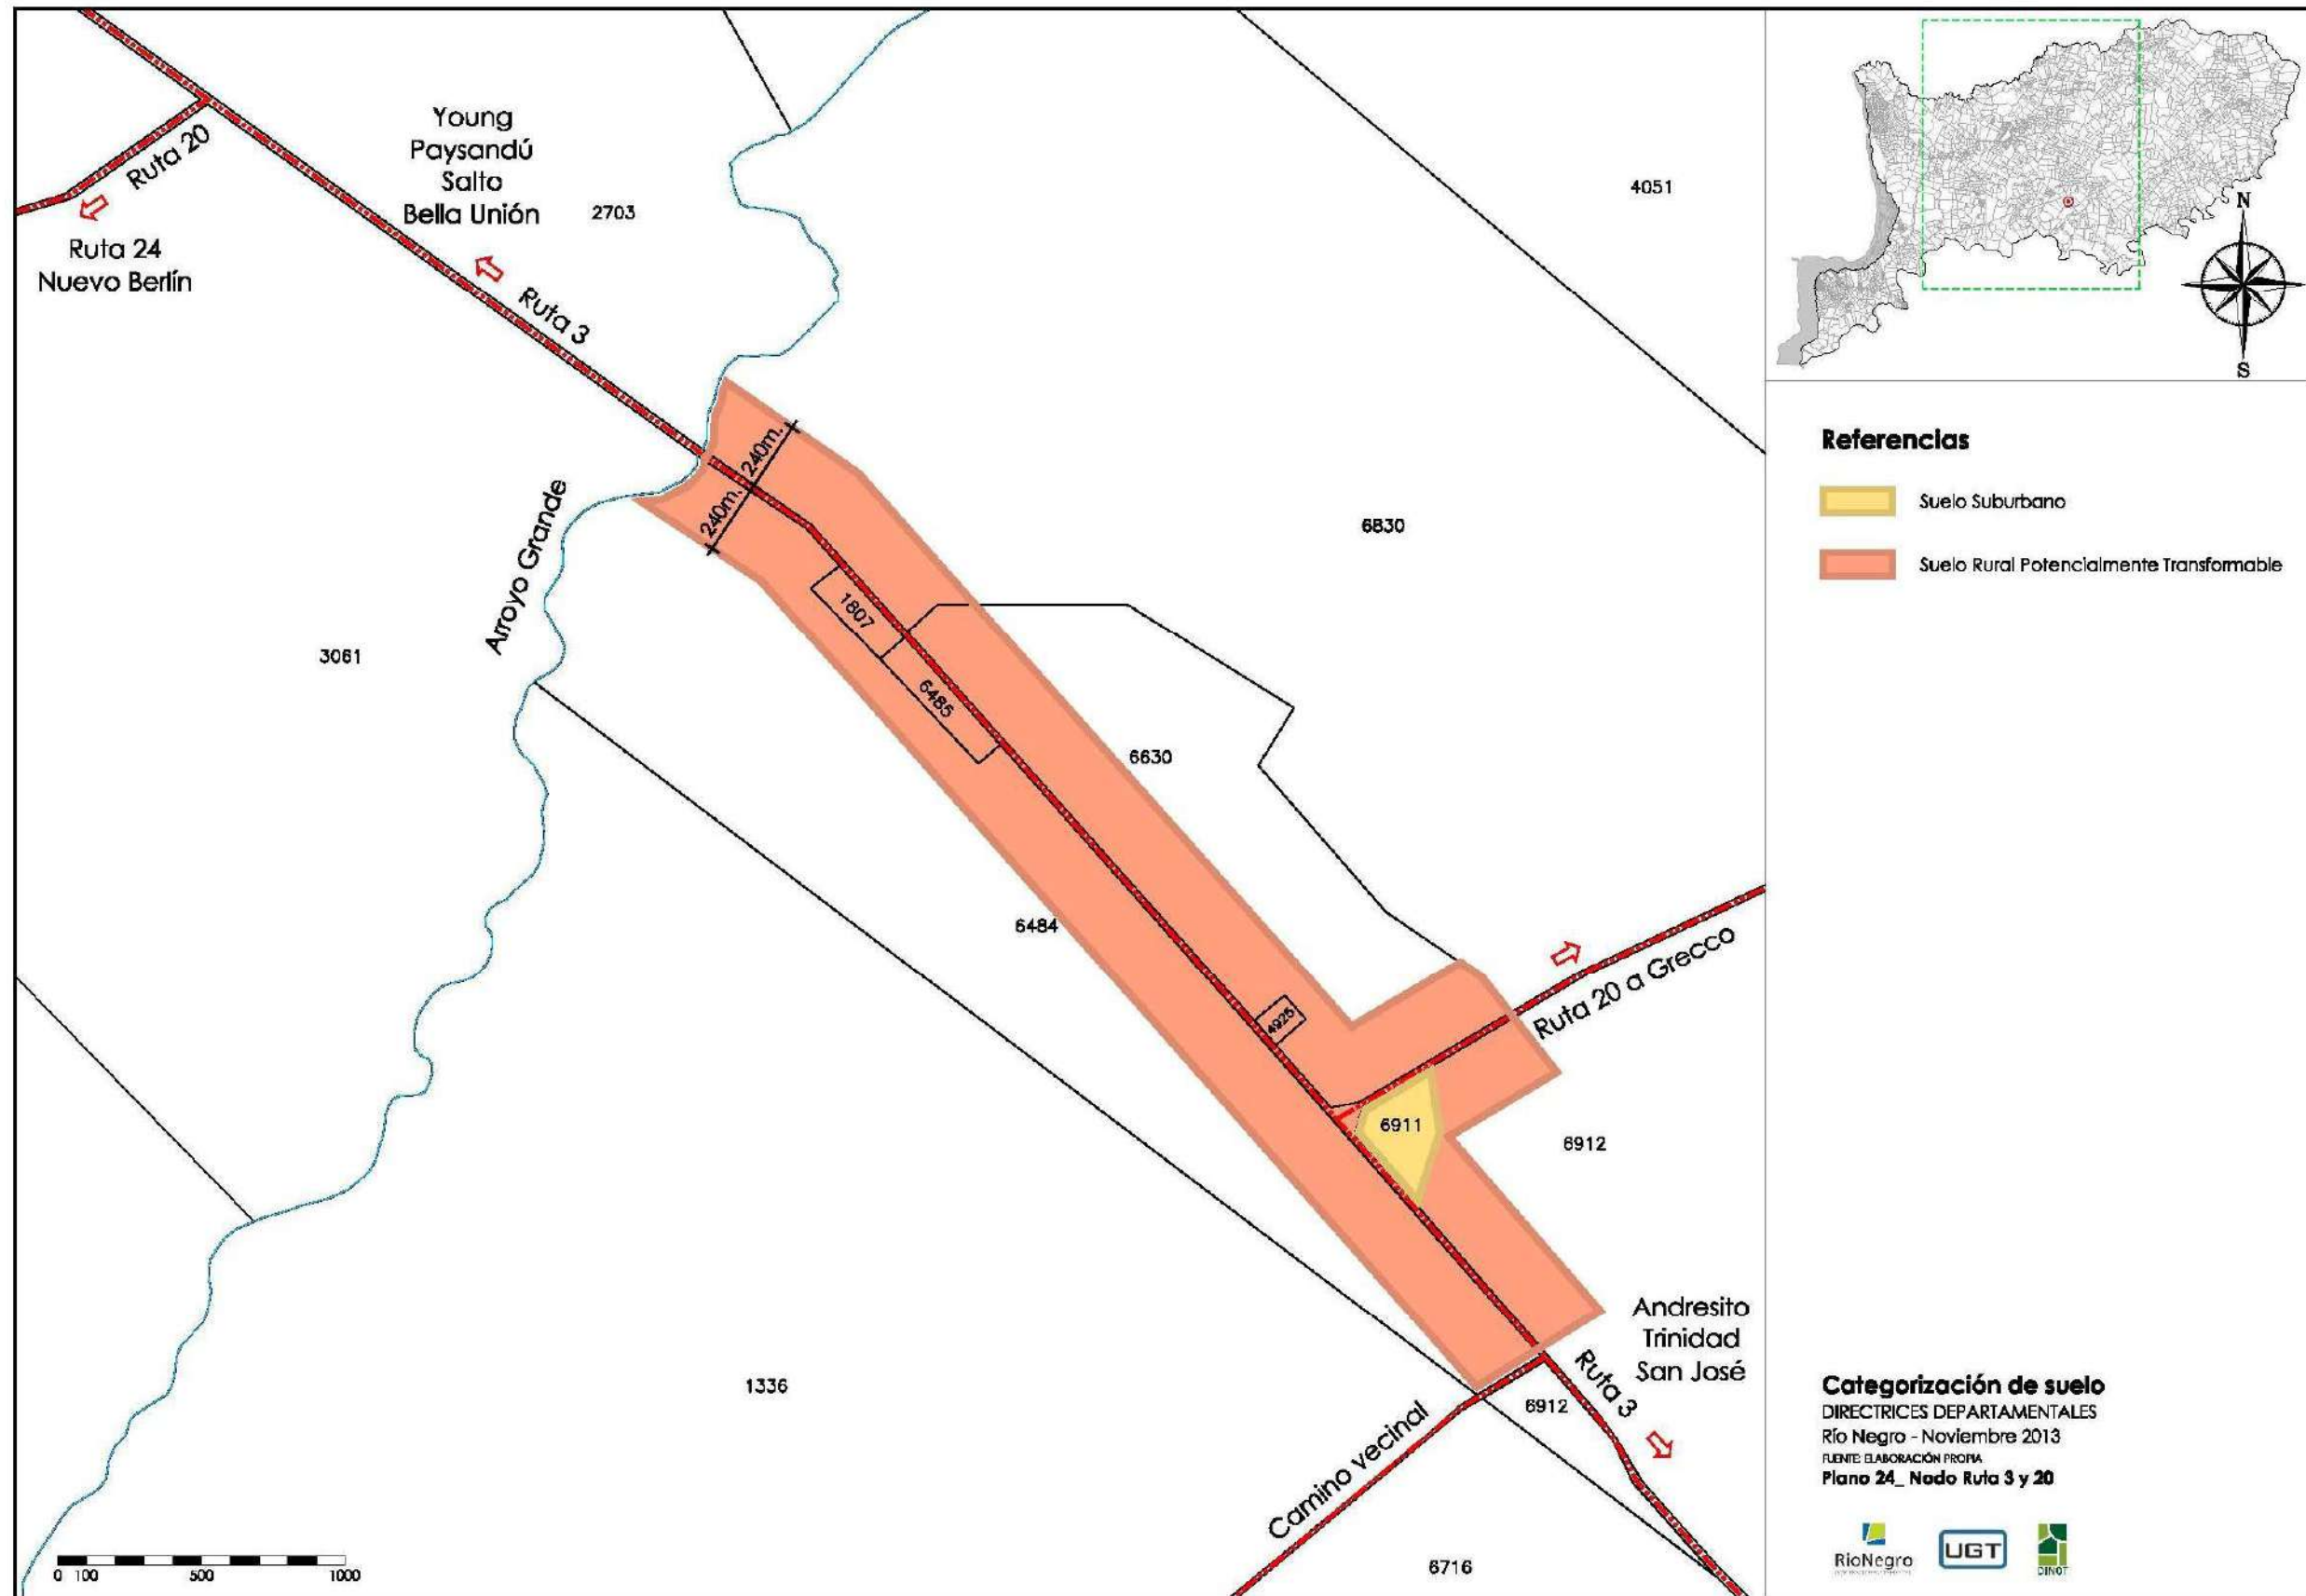 Young
Paysandú
Salto
Bella Unión
Ruta 20
Ruta 24
Nuevo Berlín
2703
4051
Ruta 3
240m.
240m.
Arroyo Grande
6830
3061
1807
6485
6630
6484
4925
Ruta 20 a Grecco
6911
6912
Andresito
Trinidad
San José
Ruta 3
6912
1336
Camino vecinal
6716
0 100 500 1000
N
S
Referencias
Suelo Suburbano
Suelo Rural Potencialmente Transformable
Categorización de suelo
DIRECTRICES DEPARTAMENTALES
Río Negro - Noviembre 2013
FUENTE: ELABORACIÓN PROPIA
Plano 24_ Nodo Ruta 3 y 20
RioNegro
UGT
DINOT